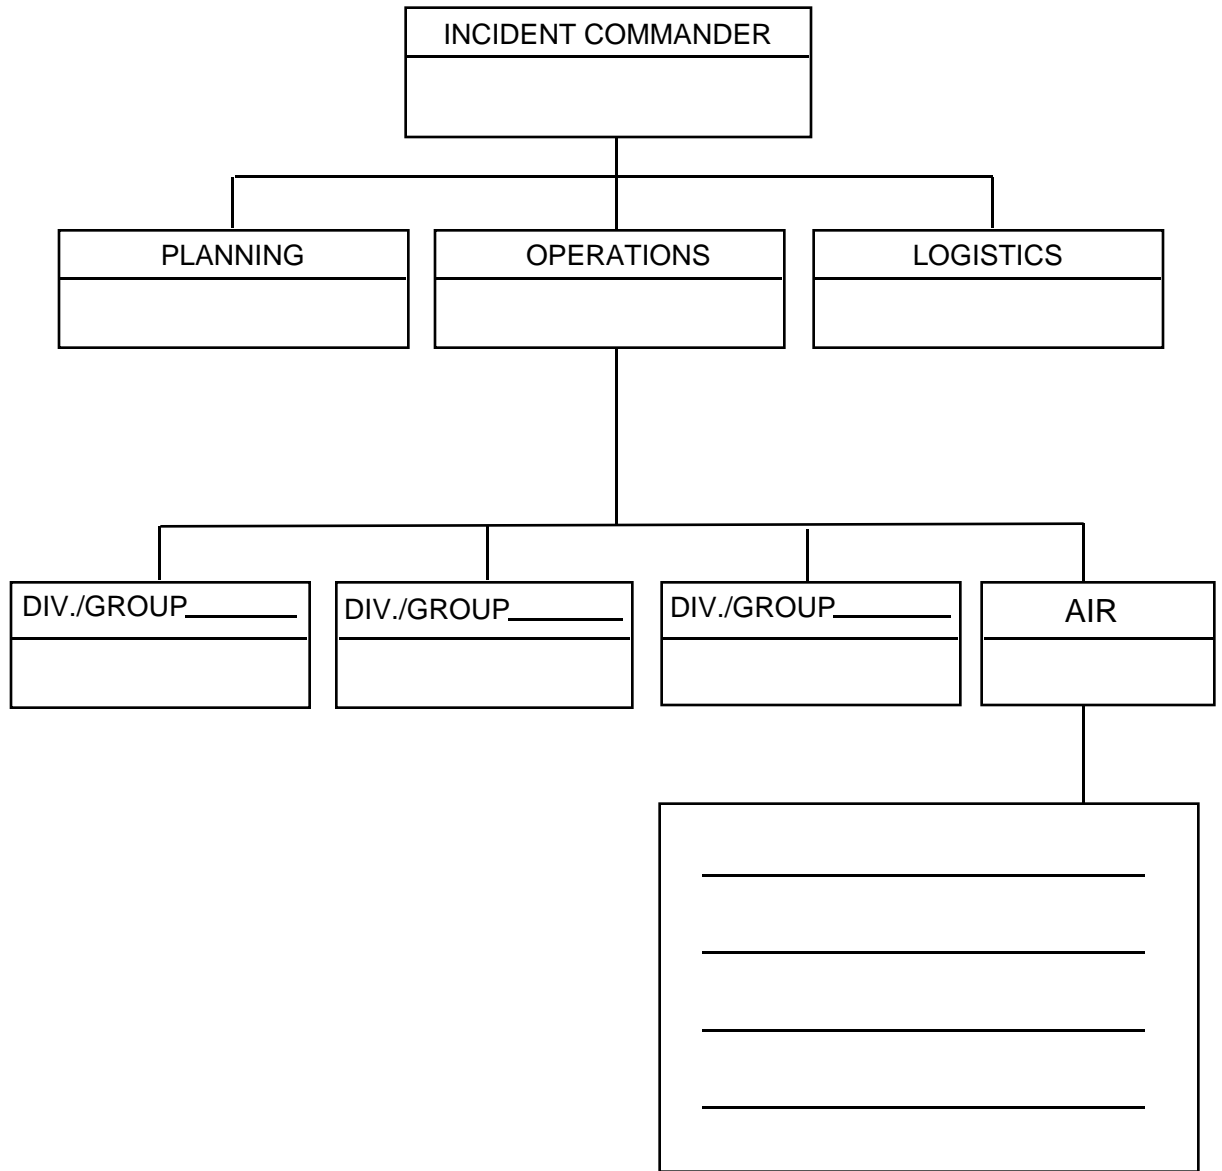 INCIDENT COMMANDER
PLANNING
OPERATIONS
LOGISTICS
DIV./GROUP
DIV./GROUP
DIV./GROUP
AIR